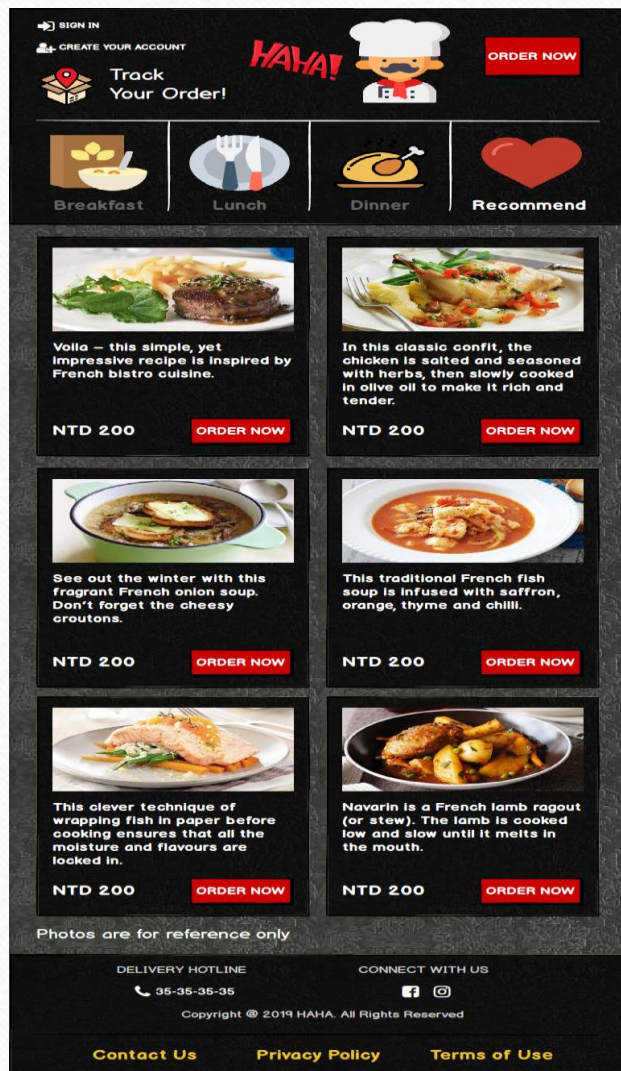 SIGN IN
CREATE YOUR ACCOUNT
Track
Your Order!
HAHA!
ORDER NOW
Breakfast
Lunch
Dinner
Recommend
Voila – this simple, yet
impressive recipe is inspired by
French bistro cuisine.
NTD 200
ORDER NOW
In this classic confit, the
chicken is salted and seasoned
with herbs, then slowly cooked
in olive oil to make it rich and
tender.
NTD 200
ORDER NOW
See out the winter with this
fragrant French onion soup.
Don't forget the cheesy
croutons.
NTD 200
ORDER NOW
This traditional French fish
soup is infused with saffron,
orange, thyme and chilli.
NTD 200
ORDER NOW
This clever technique of
wrapping fish in paper before
cooking ensures that all the
moisture and flavours are
locked in.
NTD 200
ORDER NOW
Navarin is a French lamb ragout
(or stew). The lamb is cooked
low and slow until it melts in
the mouth.
NTD 200
ORDER NOW
Photos are for reference only
DELIVERY HOTLINE
35-35-35-35
CONNECT WITH US
Copyright @ 2019 HAHA. All Rights Reserved
Contact Us
Privacy Policy
Terms of Use